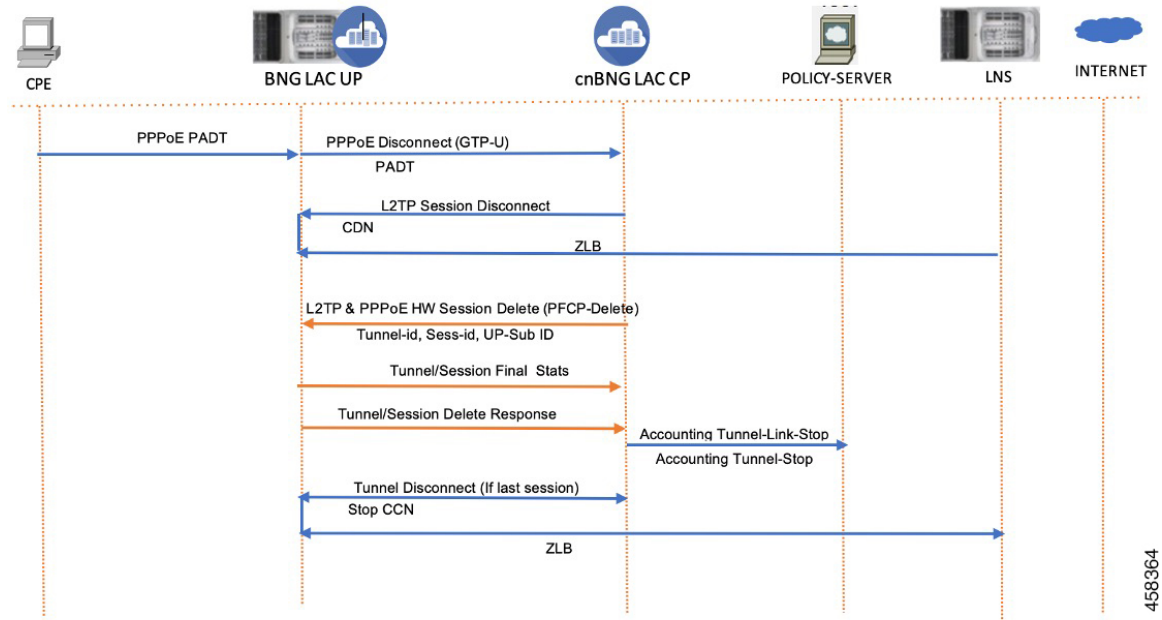 CPE
BNG LAC UP
cnBNG LAC CP
POLICY-SERVER
LNS
INTERNET
PPPoE PADT
PPPoE Disconnect (GTP-U)
PADT
L2TP Session Disconnect
CDN
ZLB
L2TP & PPPoE HW Session Delete (PFCP-Delete)
Tunnel-id, Sess-id, UP-Sub ID
Tunnel/Session Final Stats
Tunnel/Session Delete Response
Accounting Tunnel-Link-Stop
Accounting Tunnel-Stop
Tunnel Disconnect (If last session)
Stop CCN
ZLB
458364